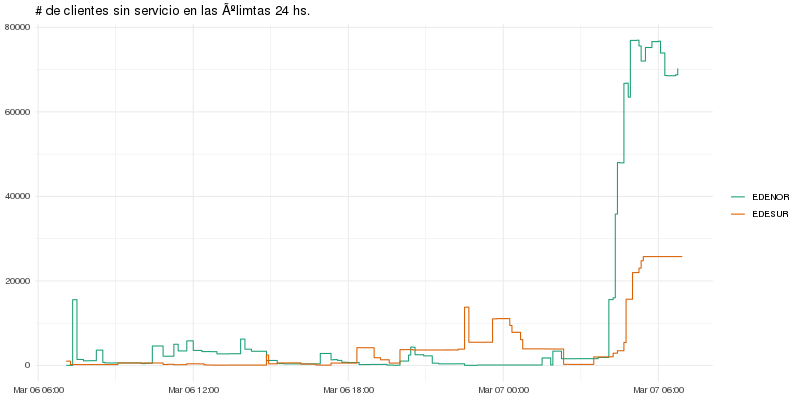 # de clientes sin servicio en las Ãºlimtas 24 hs.
80000
60000
40000
20000
0
Mar 06 06:00
Mar 06 12:00
Mar 06 18:00
Mar 07 00:00
Mar 07 06:00
EDENOR
EDESUR